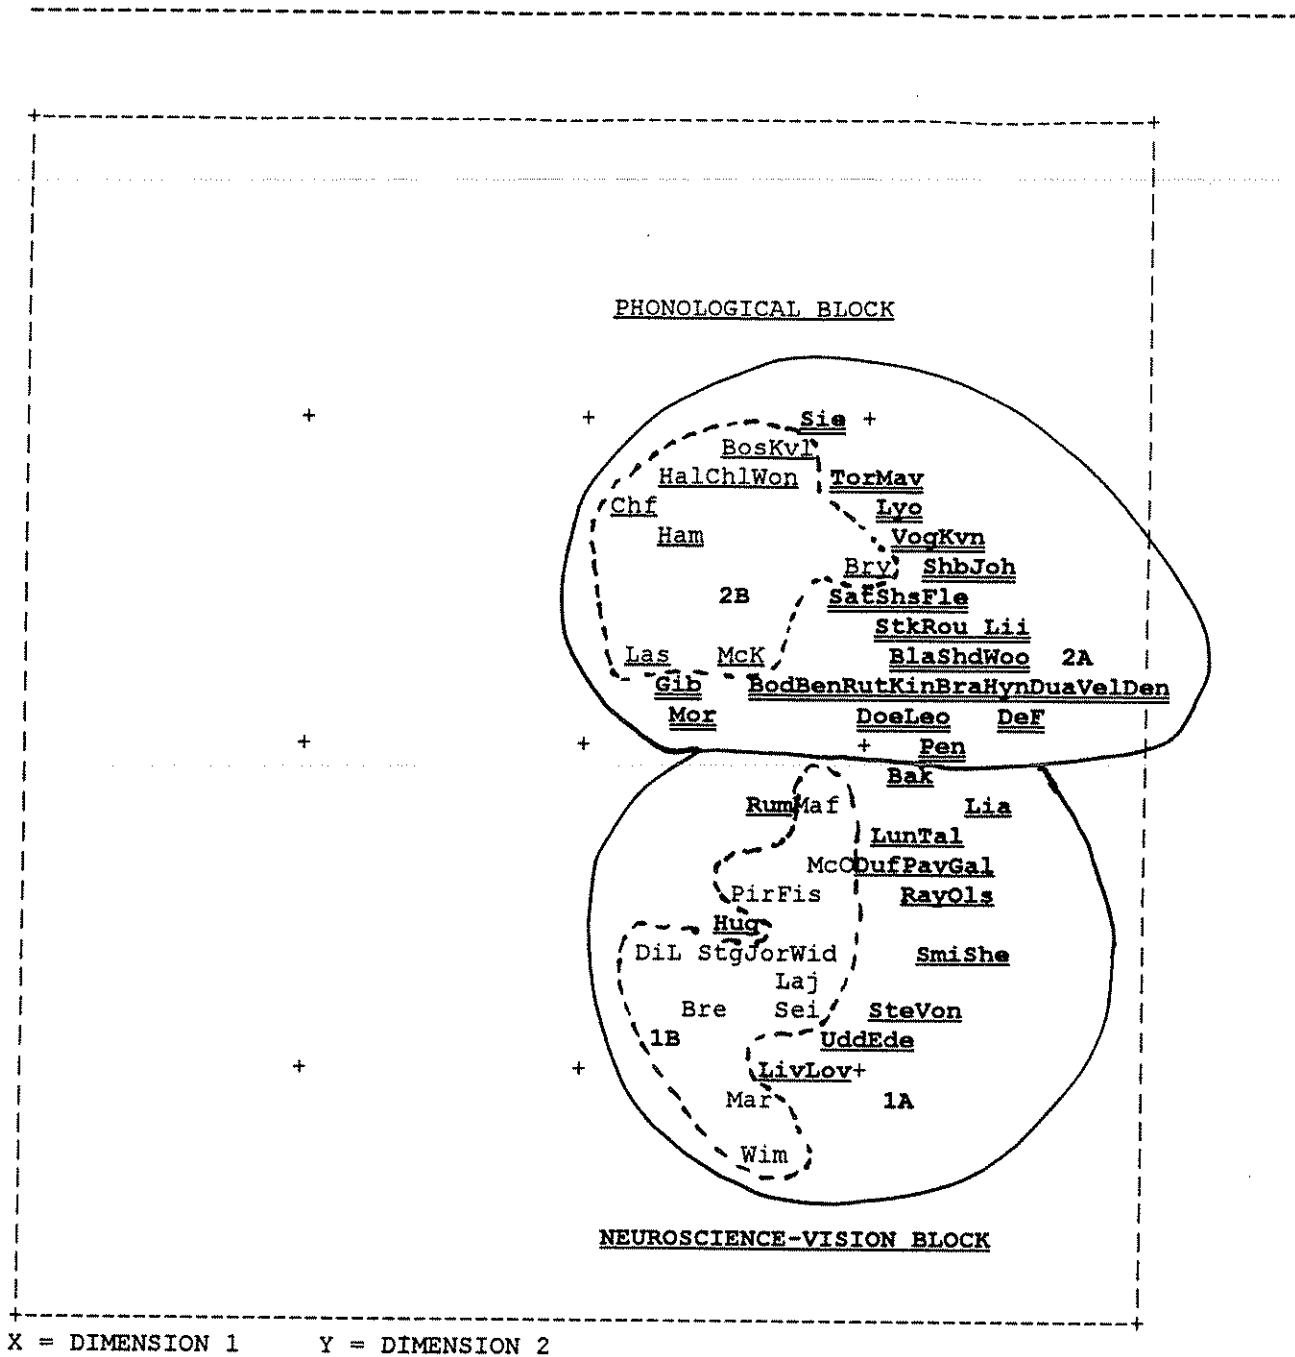 PHONOLOGICAL BLOCK
Sie
BosKvl
HalChlWon TorMav
Chf Lyo
Ham VogKvn
Bry ShbJoh
2B SatShsFle
StkRou Lii
Las McK BlaShdWoo 2A
Gib BodBenRutKinBraHynDuaVelDen
Mor DoeLeo DeF
Pen
Bak
RumMaf Lia
LunTal
McCDufPavGal
PirFis RayOls
Hug
DiL StgJorWid SmiShe
Laj
Bre Sei SteVon
1B UddEde
LivLov
Mar 1A
Wim
NEUROSCIENCE-VISION BLOCK
X = DIMENSION 1 Y = DIMENSION 2